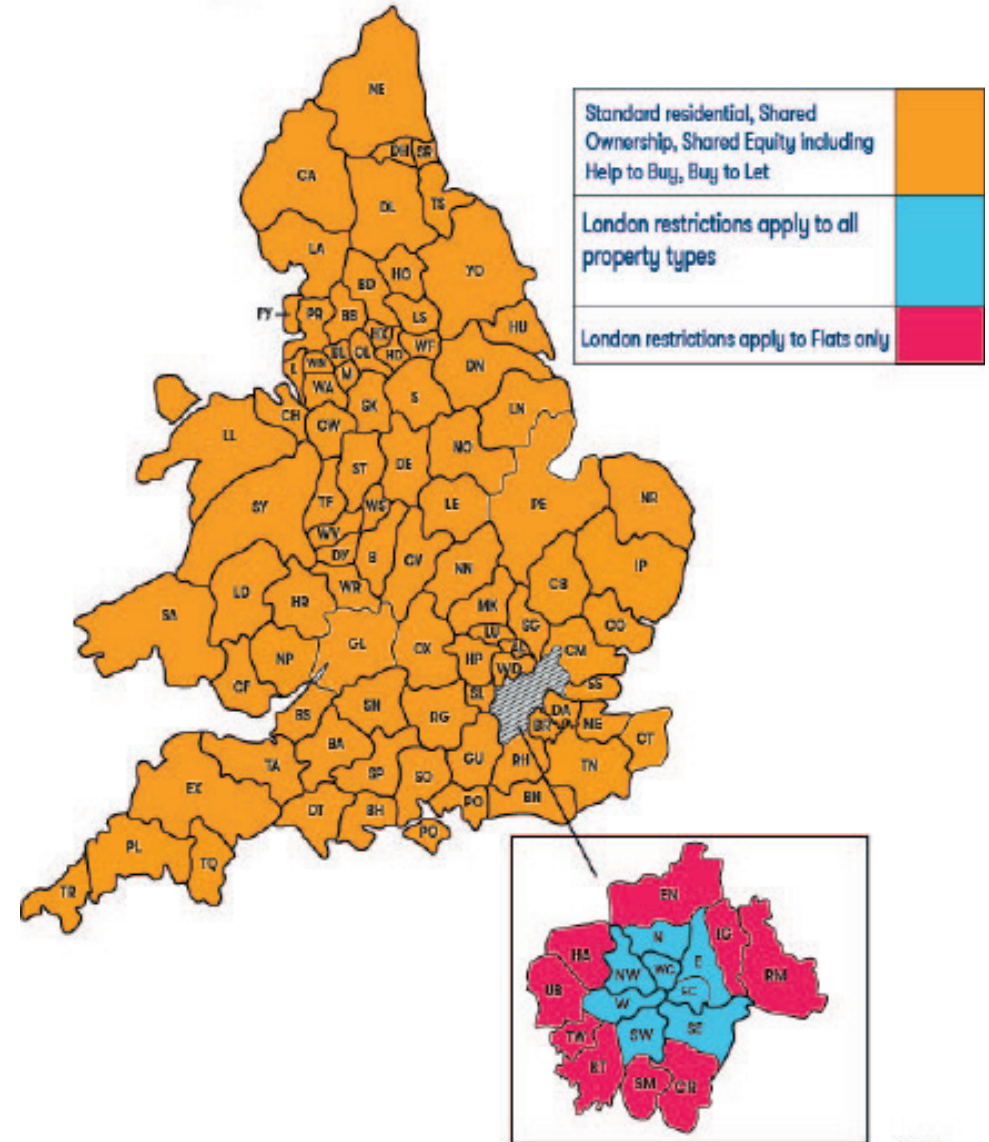 NE
Standard residential, Shared
Ownership, Shared Equity including
Help to Buy, Buy to Let
London restrictions apply to all
property types
London restrictions apply to Flats only
DH SR
CA
DL
TS
LA
YO
BD
HO
FY
PR
BB
LS
HU
HX
HD
WF
L
WN
BL
OL
M
DN
WA
SK
S
LN
CH
CW
LL
ST
DE
NO
SY
TF
WS
LE
PE
NR
WV
DY
B
CV
NN
CB
IP
SA
LD
HR
WR
MK
SG
CO
NP
GL
OX
LU
AL
CM
HP
WD
CF
SL
SS
BS
SN
RG
DA
BR
ME
CT
BA
GU
RH
TN
TA
SP
SO
EX
DT
BH
PO
BN
PO
PL
TQ
TR
EN
N
IG
HA
NW
WC
E
RM
UB
W
EC
TW
SW
SE
KT
SM
CR